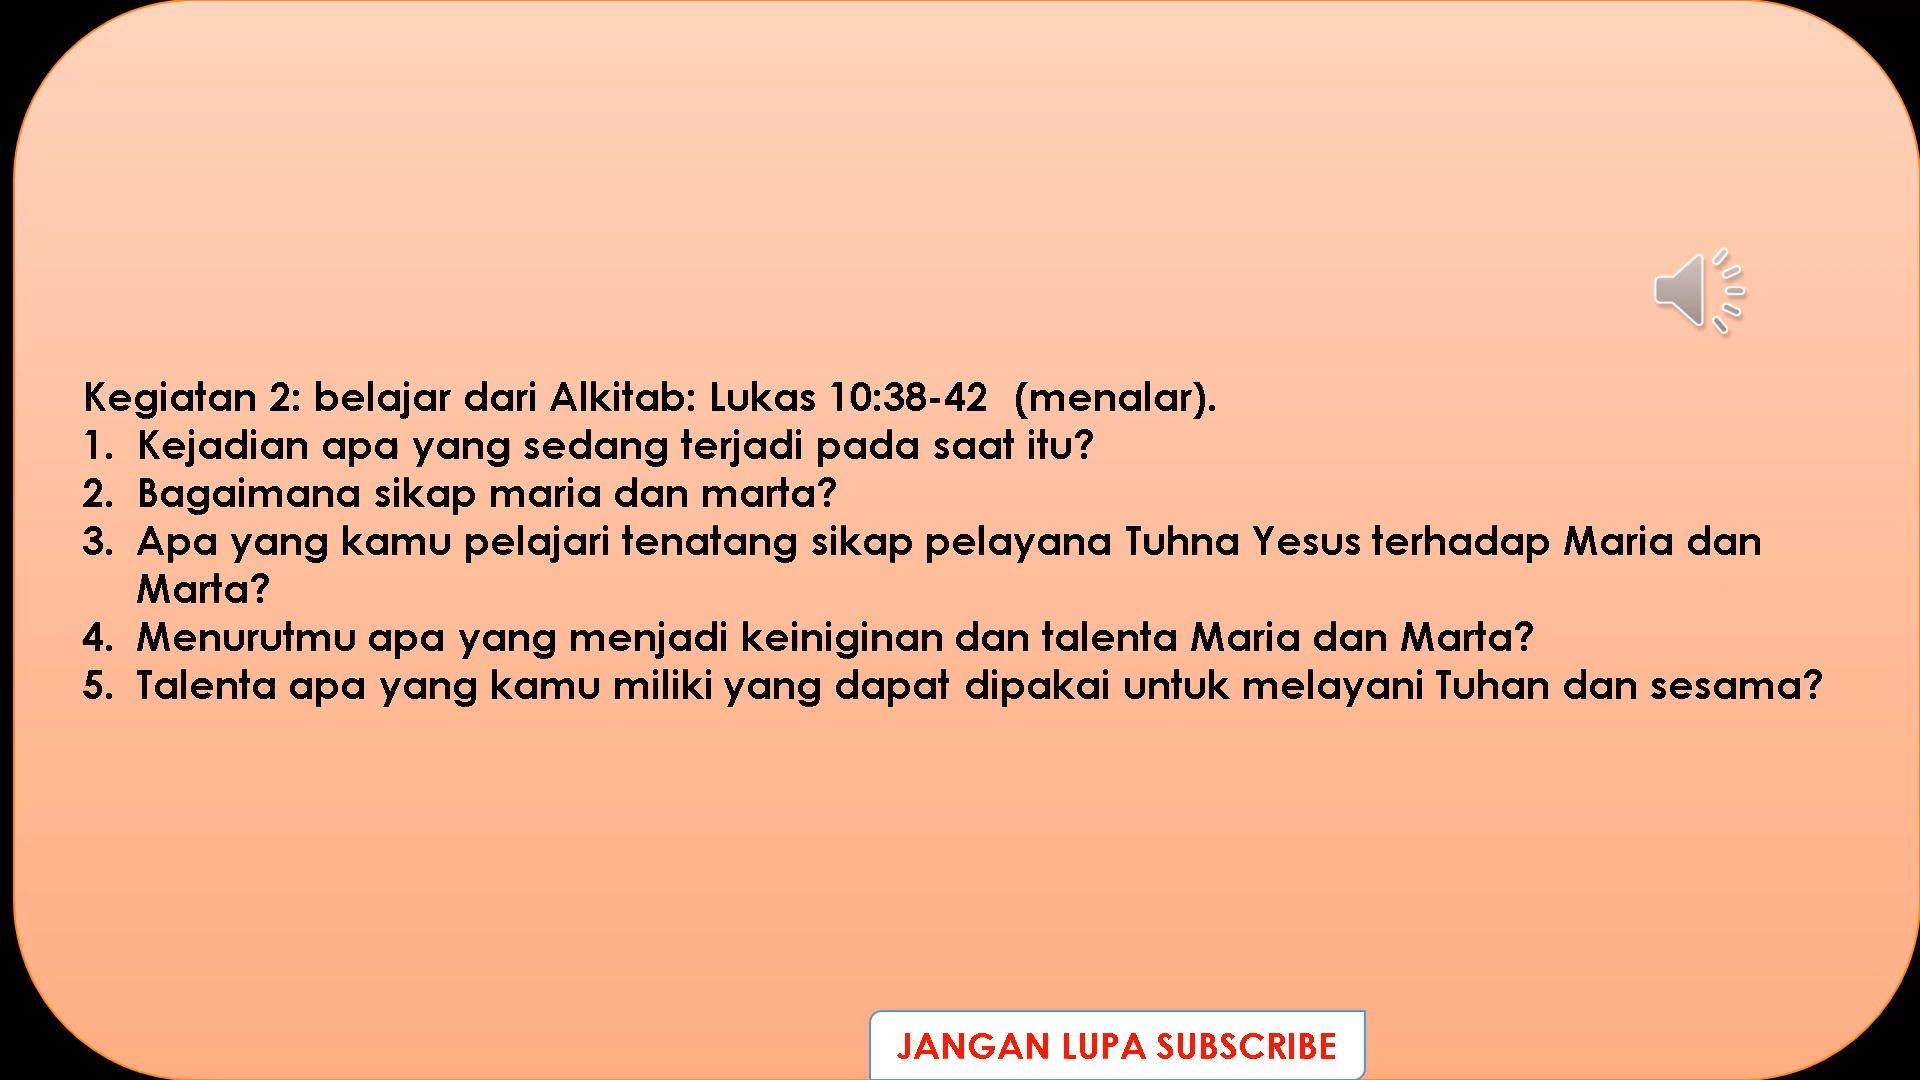 Kegiatan 2: belajar dari Alkitab: Lukas 10:38-42 (menalar).
1. Kejadian apa yang sedang terjadi pada saat itu?
2. Bagaimana sikap maria dan marta?
3. Apa yang kamu pelajari tenatang sikap pelayana Tuhna Yesus terhadap Maria dan
Marta?
4. Menurutmu apa yang menjadi keiniginan dan talenta Maria dan Marta?
5. Talenta apa yang kamu miliki yang dapat dipakai untuk melayani Tuhan dan sesama?
JANGAN LUPA SUBSCRIBE